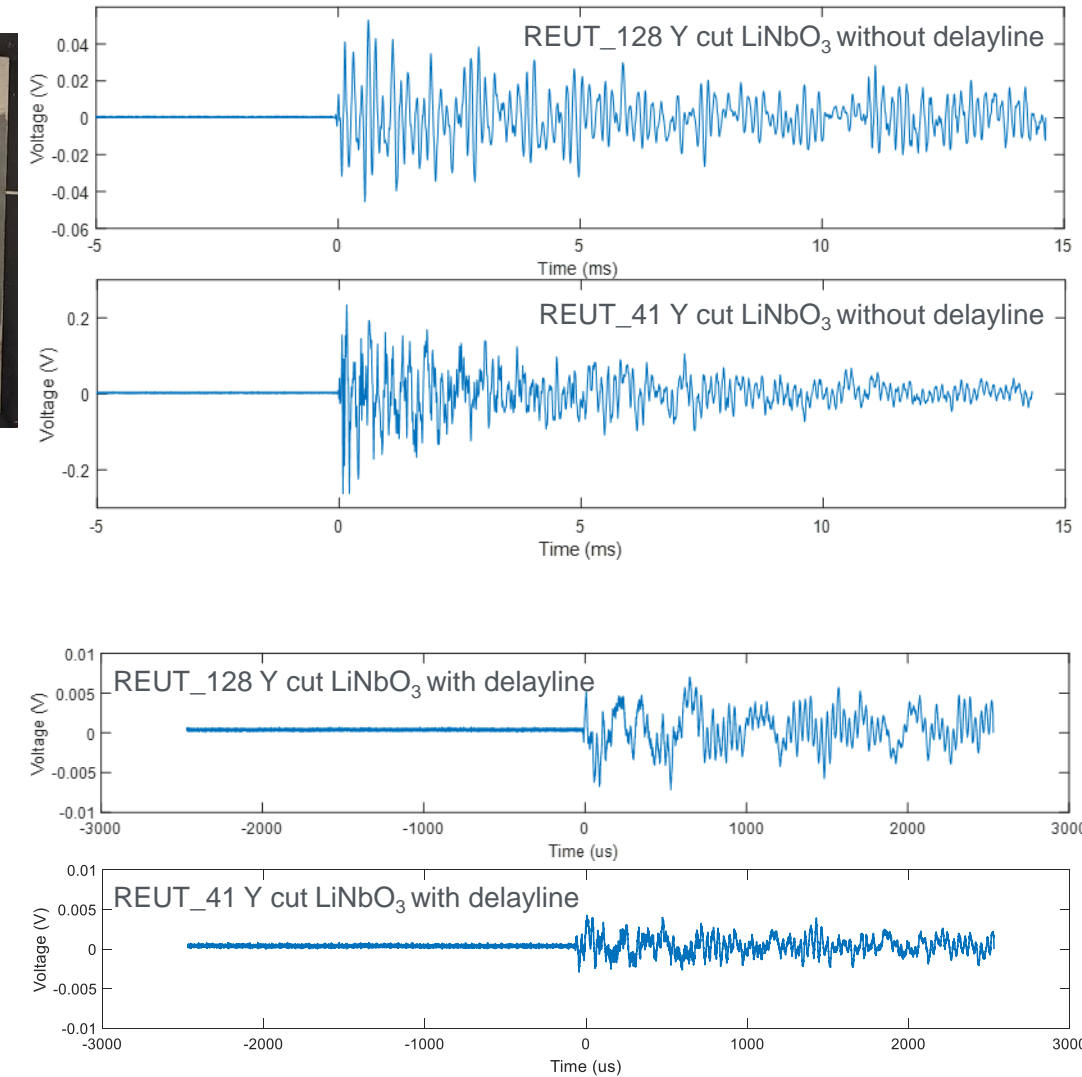 REUT_128 Y cut LiNbO₃ without delayline
Voltage (V)
0.04
0.02
0
-0.02
-0.04
-0.06
-5 0 5 10 15
Time (ms)
REUT_41 Y cut LiNbO₃ without delayline
Voltage (V)
0.2
0
-0.2
-5 0 5 10 15
Time (ms)
REUT_128 Y cut LiNbO₃ with delayline
Voltage (V)
0.01
0.005
0
-0.005
-0.01
-3000 -2000 -1000 0 1000 2000 3000
Time (us)
REUT_41 Y cut LiNbO₃ with delayline
Voltage (V)
0.01
0.005
0
-0.005
-0.01
-3000 -2000 -1000 0 1000 2000 3000
Time (us)